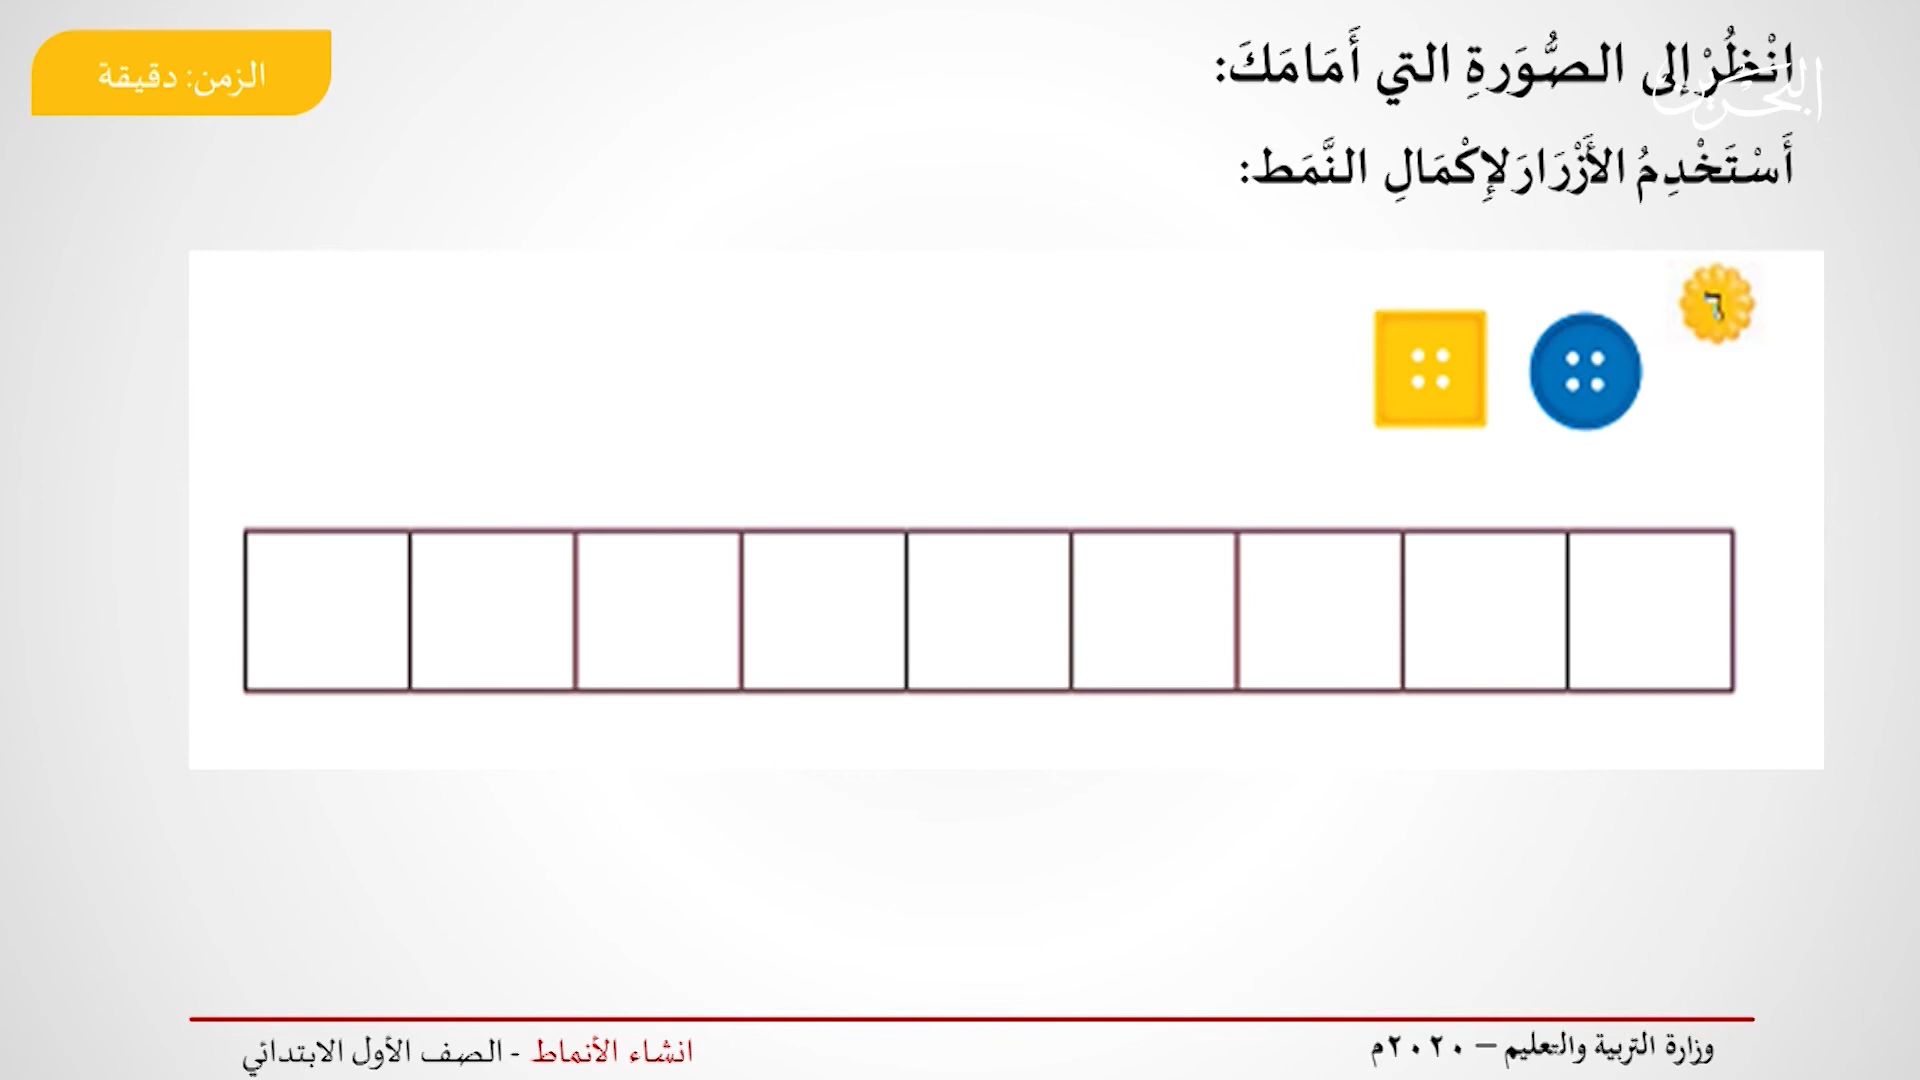 انْظُرْ إلى الصُّوَرةِ التي أَمَامَكَ:
البحرين
الزمن: دقيقة
أَسْتَخْدِمُ الأَزْرَارَ لإِكْمَالِ النَّمَط:
٦
وزارة التربية والتعليم – ٢٠٢٠م
انشاء الأنماط - الصف الأول الابتدائي